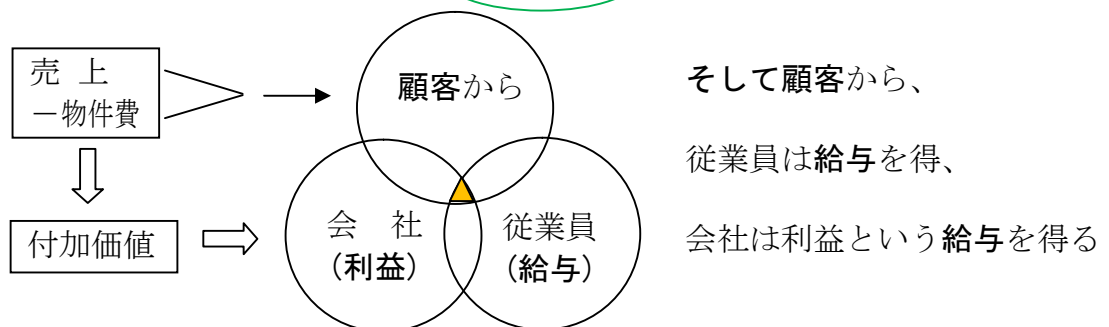 売 上
－物件費
付加価値
顧客から
会 社
(利益)
従業員
(給与)
そして顧客から、
従業員は給与を得、
会社は利益という給与を得る